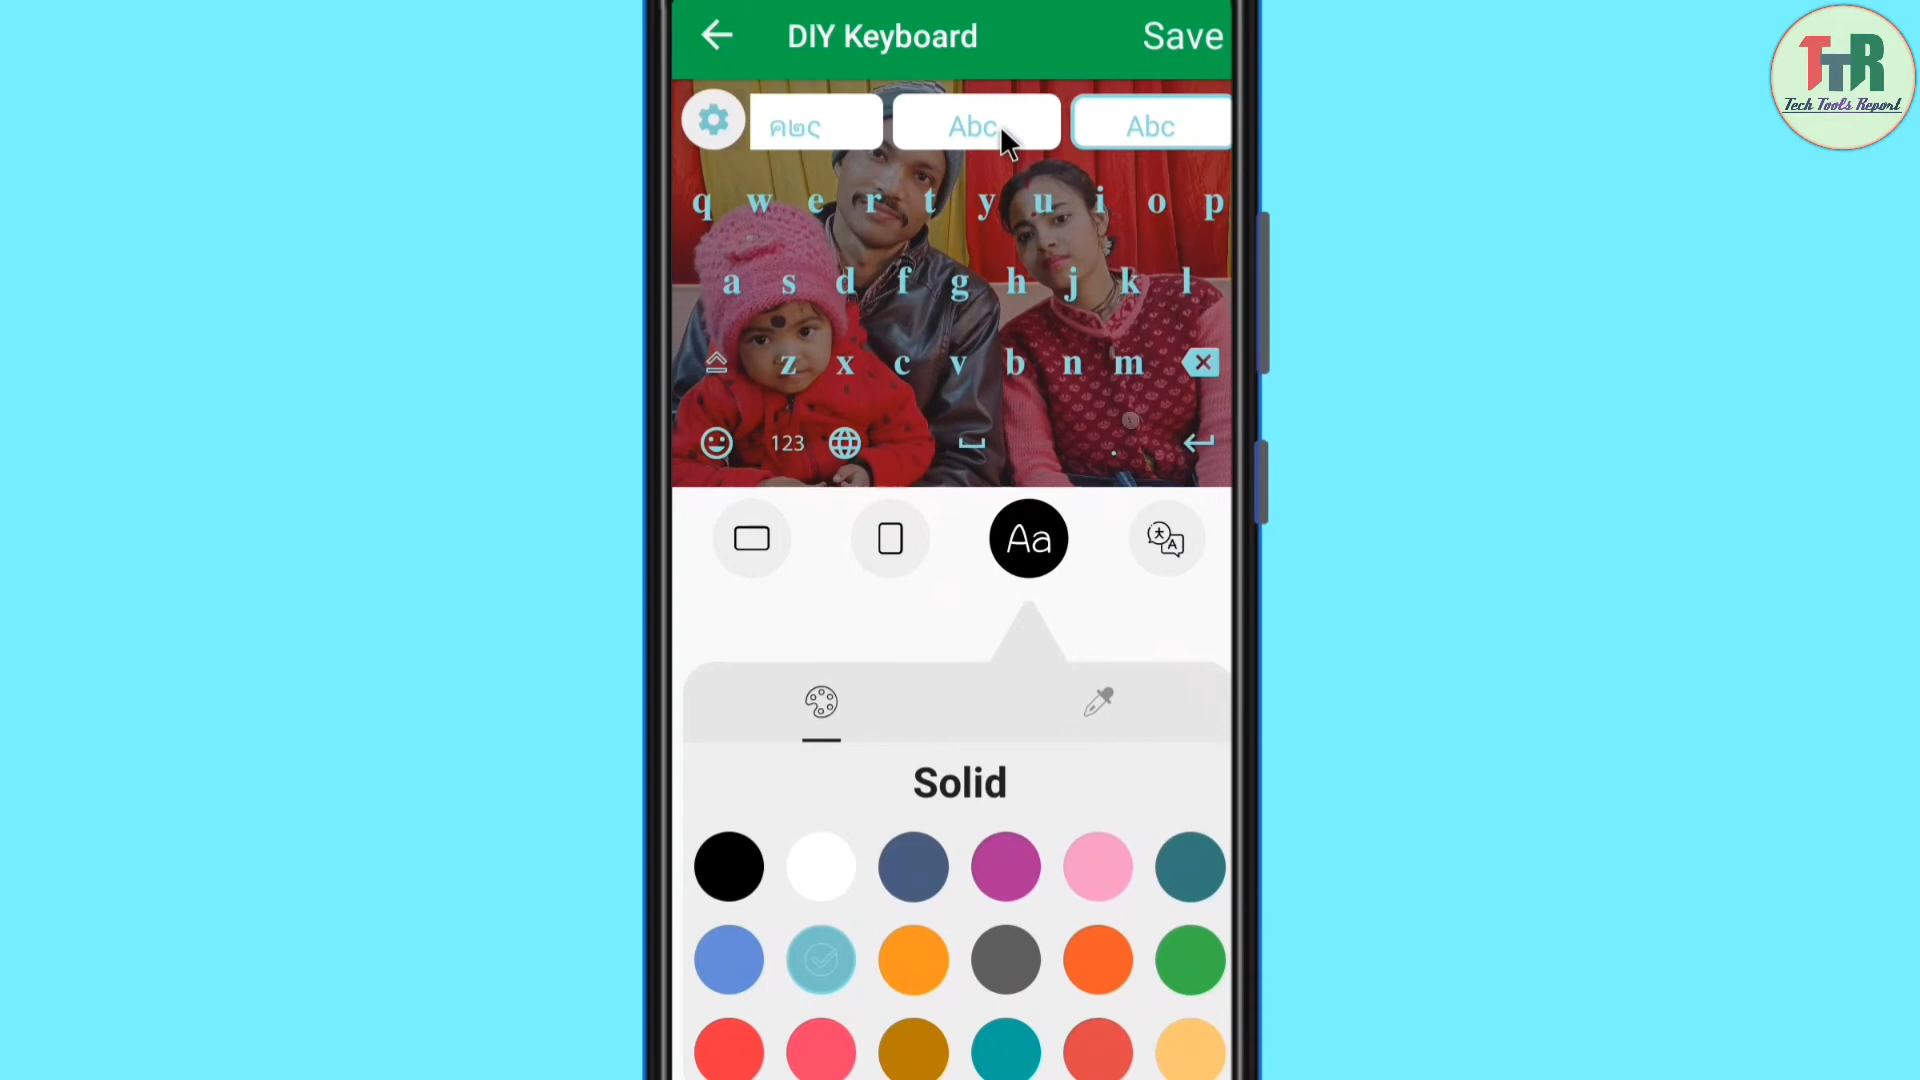 DIY Keyboard Save
TTR
Tech Tools Report
Abc Abc
q w e r t y u i o p
a s d f g h j k l
z x c v b n m
123 .
Aa
Solid